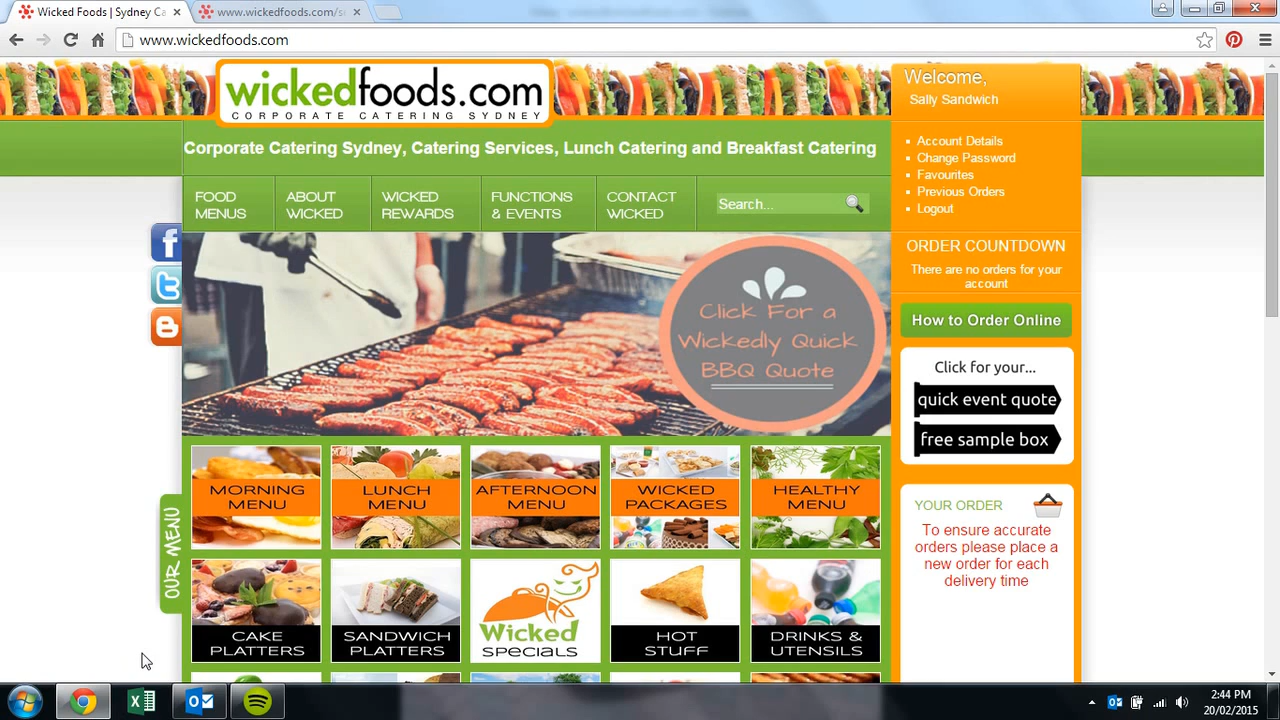 Wicked Foods | Sydney Ca
www.wickedfoods.com/s
www.wickedfoods.com
wickedfoods.com
CORPORATE CATERING SYDNEY
Welcome,
Sally Sandwich
Corporate Catering Sydney, Catering Services, Lunch Catering and Breakfast Catering
Account Details
Change Password
Favourites
Previous Orders
Logout
FOOD
MENUS
ABOUT
WICKED
WICKED
REWARDS
FUNCTIONS
& EVENTS
CONTACT
WICKED
Search...
ORDER COUNTDOWN
There are no orders for your
account
How to Order Online
Click For a
Wickedly Quick
BBQ Quote
Click for your...
quick event quote
free sample box
MORNING
MENU
LUNCH
MENU
AFTERNOON
MENU
WICKED
PACKAGES
HEALTHY
MENU
YOUR ORDER
To ensure accurate
orders please place a
new order for each
delivery time
OUR MENU
CAKE
PLATTERS
SANDWICH
PLATTERS
Wicked
SPECIALS
HOT
STUFF
DRINKS &
UTENSILS
2:44 PM
20/02/2015